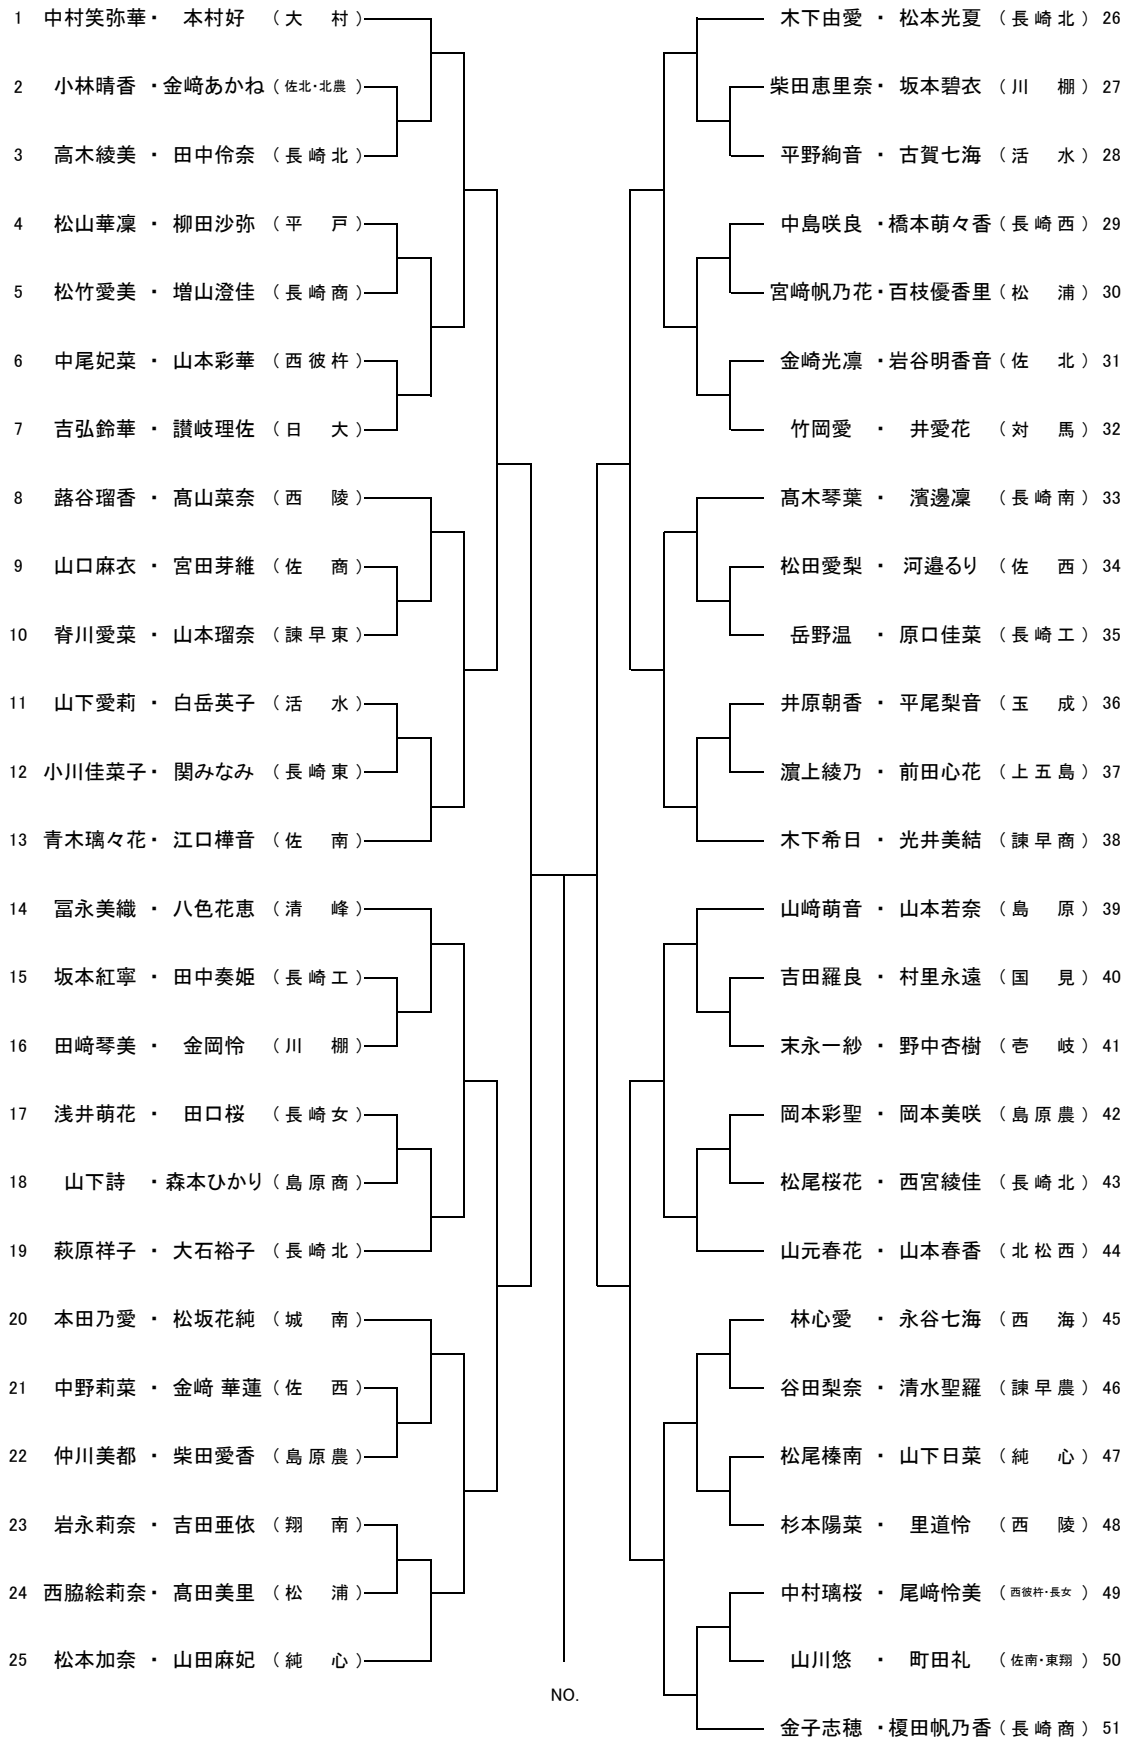 1 中村笑弥華・ 本村好 （ 大 村 ）
2 小林晴香 ・金﨑あかね（ 佐北・北農 ）
3 高木綾美 ・ 田中伶奈 （ 長 崎 北 ）
4 松山華凜 ・ 柳田沙弥 （ 平 戸 ）
5 松竹愛美 ・ 増山澄佳 （ 長 崎 商 ）
6 中尾妃菜 ・ 山本彩華 （ 西 彼 杵 ）
7 吉弘鈴華 ・ 讃岐理佐 （ 日 大 ）
8 蕗谷瑠香 ・ 髙山菜奈 （ 西 陵 ）
9 山口麻衣 ・ 宮田芽維 （ 佐 商 ）
10 脊川愛菜 ・ 山本瑠奈 （ 諫 早 東 ）
11 山下愛莉 ・ 白岳英子 （ 活 水 ）
12 小川佳菜子・ 関みなみ （ 長 崎 東 ）
13 青木璃々花・ 江口樺音 （ 佐 南 ）
14 冨永美織 ・ 八色花恵 （ 清 峰 ）
15 坂本紅寧 ・ 田中奏姫 （ 長 崎 工 ）
16 田﨑琴美 ・ 金岡怜 （ 川 棚 ）
17 浅井萌花 ・ 田口桜 （ 長 崎 女 ）
18 山下詩 ・森本ひかり（ 島 原 商 ）
19 萩原祥子 ・ 大石裕子 （ 長 崎 北 ）
20 本田乃愛 ・ 松坂花純 （ 城 南 ）
21 中野莉菜 ・ 金﨑 華蓮 （ 佐 西 ）
22 仲川美都 ・ 柴田愛香 （ 島 原 農 ）
23 岩永莉奈 ・ 吉田亜依 （ 翔 南 ）
24 西脇絵莉奈・ 髙田美里 （ 松 浦 ）
25 松本加奈 ・ 山田麻妃 （ 純 心 ）
NO.
木下由愛 ・ 松本光夏 （ 長 崎 北 ） 26
柴田恵里奈・ 坂本碧衣 （ 川 棚 ） 27
平野絢音 ・ 古賀七海 （ 活 水 ） 28
中島咲良 ・橋本萌々香（ 長 崎 西 ） 29
宮﨑帆乃花・百枝優香里（ 松 浦 ） 30
金崎光凛 ・岩谷明香音（ 佐 北 ） 31
竹岡愛 ・ 井愛花 （ 対 馬 ） 32
髙木琴葉 ・ 濱邊凜 （ 長 崎 南 ） 33
松田愛梨 ・ 河邉るり （ 佐 西 ） 34
岳野温 ・ 原口佳菜 （ 長 崎 工 ） 35
井原朝香 ・ 平尾梨音 （ 玉 成 ） 36
濵上綾乃 ・ 前田心花 （ 上 五 島 ） 37
木下希日 ・ 光井美結 （ 諫 早 商 ） 38
山﨑萌音 ・ 山本若奈 （ 島 原 ） 39
吉田羅良 ・ 村里永遠 （ 国 見 ） 40
末永一紗 ・ 野中杏樹 （ 壱 岐 ） 41
岡本彩聖 ・ 岡本美咲 （ 島 原 農 ） 42
松尾桜花 ・ 西宮綾佳 （ 長 崎 北 ） 43
山元春花 ・ 山本春香 （ 北 松 西 ） 44
林心愛 ・ 永谷七海 （ 西 海 ） 45
谷田梨奈 ・ 清水聖羅 （ 諫 早 農 ） 46
松尾榛南 ・ 山下日菜 （ 純 心 ） 47
杉本陽菜 ・ 里道怜 （ 西 陵 ） 48
中村璃桜 ・ 尾﨑怜美 （ 西彼杵・長女 ） 49
山川悠 ・ 町田礼 （ 佐南・東翔 ） 50
金子志穂 ・榎田帆乃香（ 長 崎 商 ） 51